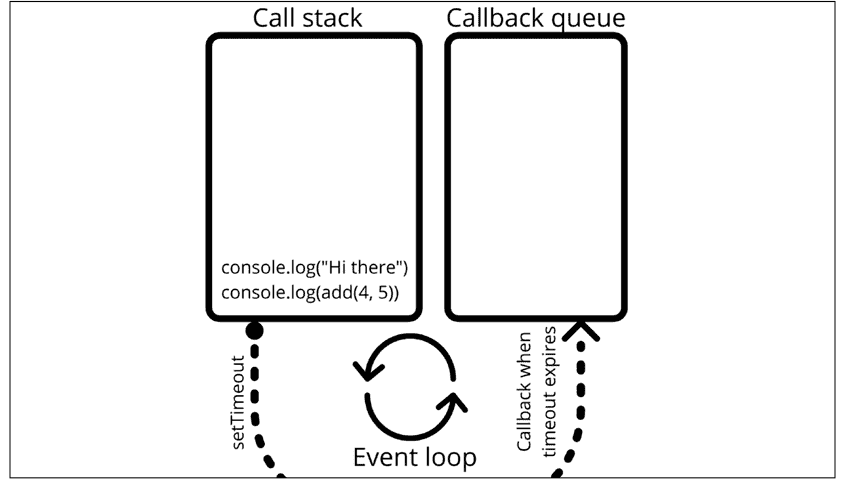 Call stack
Callback queue
console.log("Hi there")
console.log(add(4, 5))
setTimeout
Callback when
timeout expires
Event loop